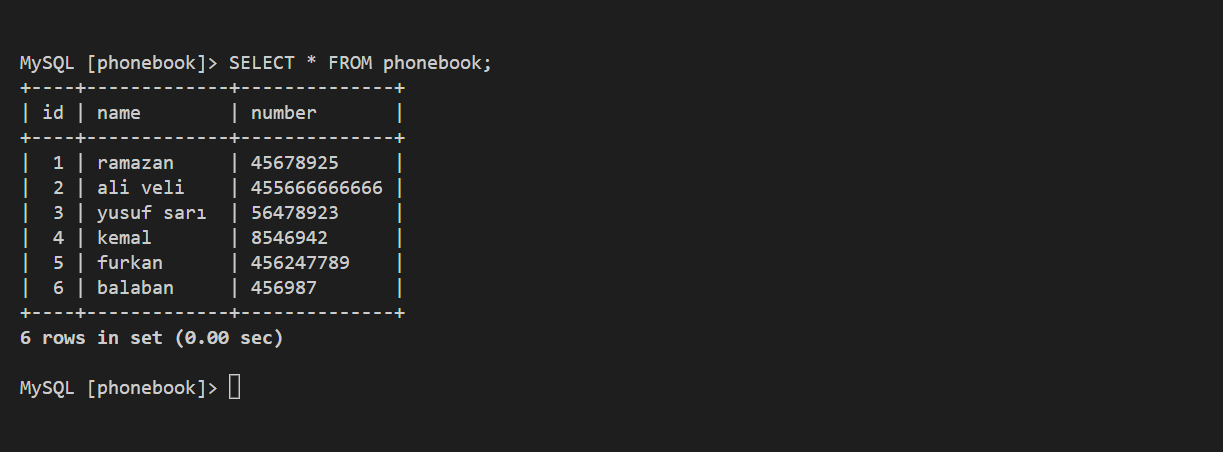 MySQL [phonebook]> SELECT * FROM phonebook;
+----+-------------+--------------+
| id | name        | number       |
+----+-------------+--------------+
|  1 | ramazan     | 45678925     |
|  2 | ali veli    | 455666666666 |
|  3 | yusuf sarı  | 56478923     |
|  4 | kemal       | 8546942      |
|  5 | furkan      | 456247789    |
|  6 | balaban     | 456987       |
+----+-------------+--------------+
6 rows in set (0.00 sec)
MySQL [phonebook]>